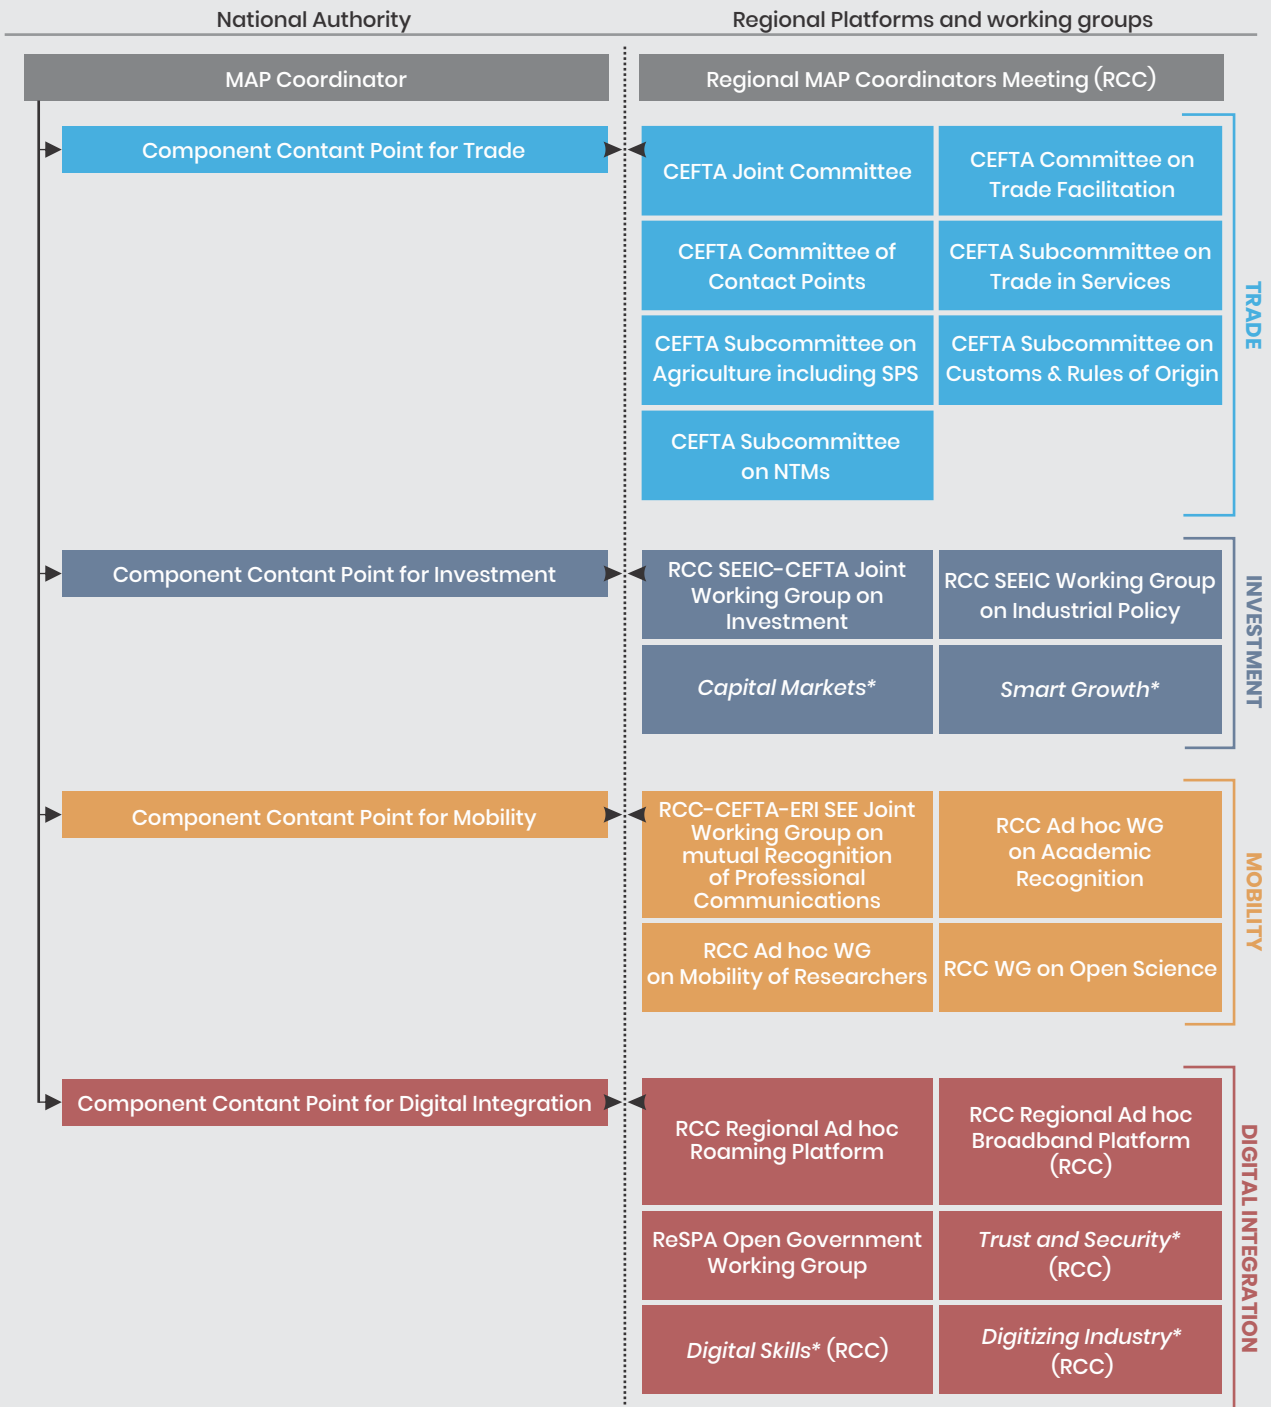 National Authority
Regional Platforms and working groups
MAP Coordinator
Regional MAP Coordinators Meeting (RCC)
Component Contant Point for Trade
CEFTA Joint Committee
CEFTA Committee on
Trade Facilitation
CEFTA Committee of
Contact Points
CEFTA Subcommittee on
Trade in Services
CEFTA Subcommittee on
Agriculture including SPS
CEFTA Subcommittee on
Customs & Rules of Origin
CEFTA Subcommittee
on NTMs
TRADE
Component Contant Point for Investment
RCC SEEIC-CEFTA Joint
Working Group on
Investment
RCC SEEIC Working Group
on Industrial Policy
Capital Markets*
Smart Growth*
INVESTMENT
Component Contant Point for Mobility
RCC-CEFTA-ERI SEE Joint
Working Group on
mutual Recognition
of Professional
Communications
RCC Ad hoc WG
on Academic
Recognition
RCC Ad hoc WG
on Mobility of Researchers
RCC WG on Open Science
MOBILITY
Component Contant Point for Digital Integration
RCC Regional Ad hoc
Roaming Platform
RCC Regional Ad hoc
Broadband Platform
(RCC)
ReSPA Open Government
Working Group
Trust and Security*
(RCC)
Digital Skills* (RCC)
Digitizing Industry*
(RCC)
DIGITAL INTEGRATION